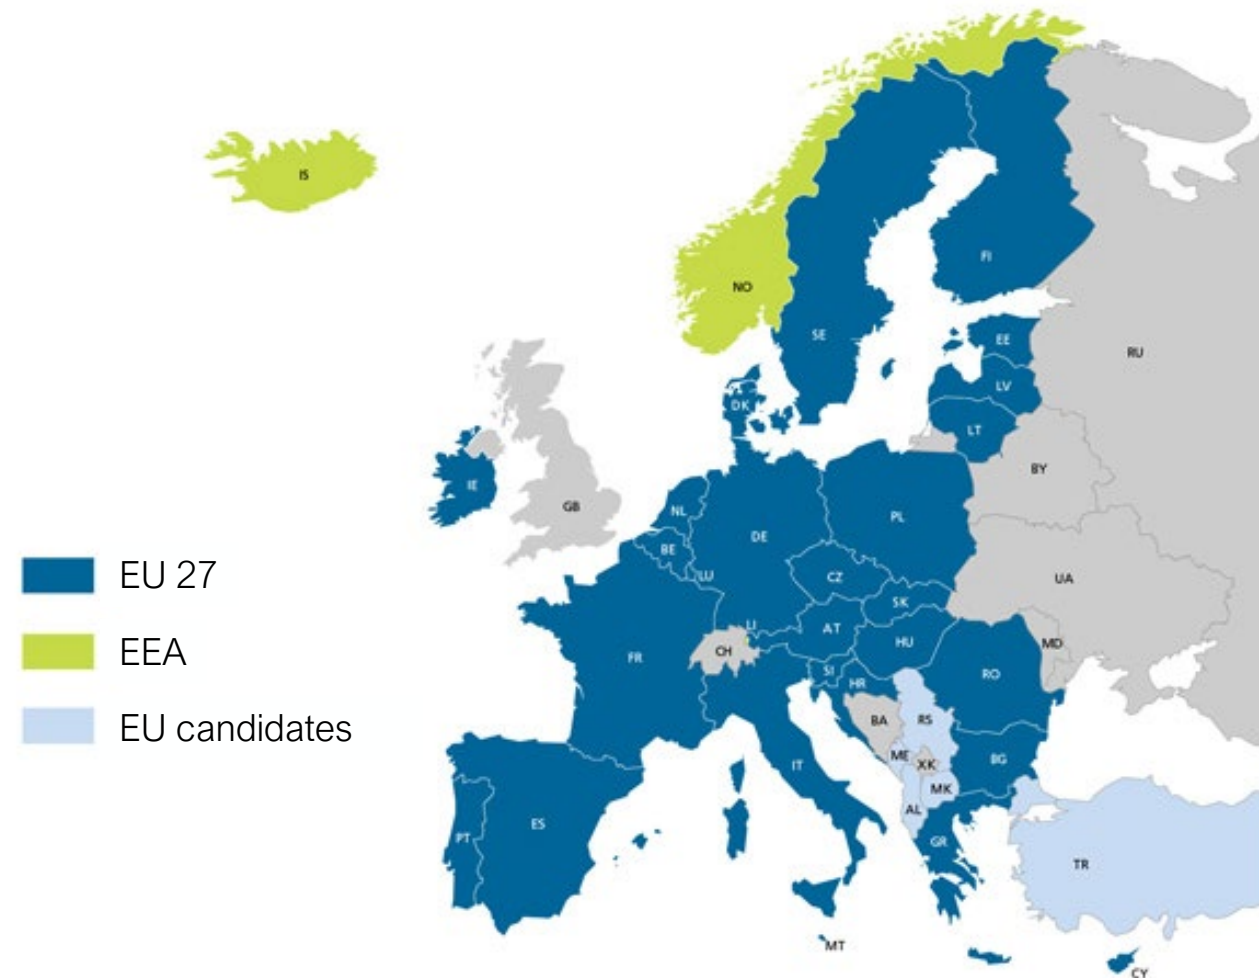 IS
NO
FI
SE
EE
RU
LV
DK
LT
BY
IE
GB
NL
PL
DE
BE
EU 27
LU
CZ
UA
SK
LI
AT
HU
MD
EEA
CH
FR
SI
RO
HR
BA
RS
EU candidates
ME
XK
BG
IT
MK
AL
ES
PT
GR
TR
MT
CY